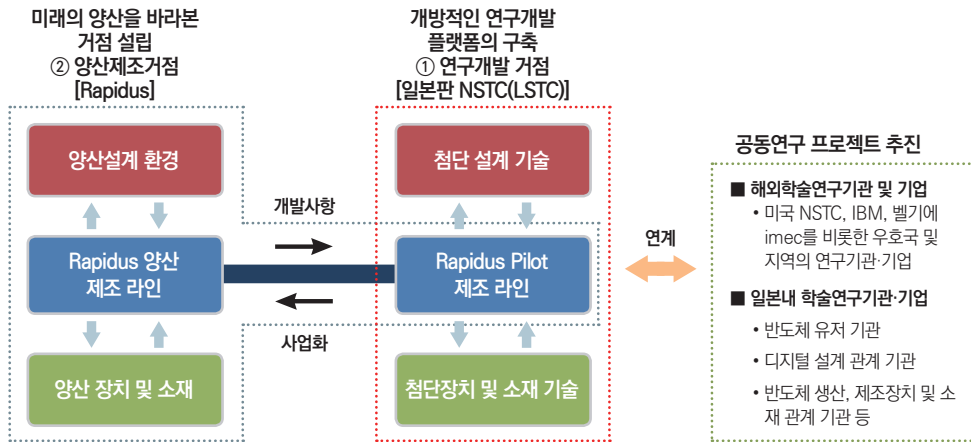 미래의 양산을 바라본
거점 설립
② 양산제조거점
[Rapidus]
양산설계 환경
Rapidus 양산
제조 라인
양산 장치 및 소재
개발사항
사업화
개방적인 연구개발
플랫폼의 구축
① 연구개발 거점
[일본판 NSTC(LSTC)]
첨단 설계 기술
Rapidus Pilot
제조 라인
첨단장치 및 소재 기술
연계
공동연구 프로젝트 추진
■ 해외학술연구기관 및 기업
• 미국 NSTC, IBM, 벨기에
imec를 비롯한 우호국 및
지역의 연구기관·기업
■ 일본내 학술연구기관·기업
• 반도체 유저 기관
• 디지털 설계 관계 기관
• 반도체 생산, 제조장치 및 소
재 관계 기관 등